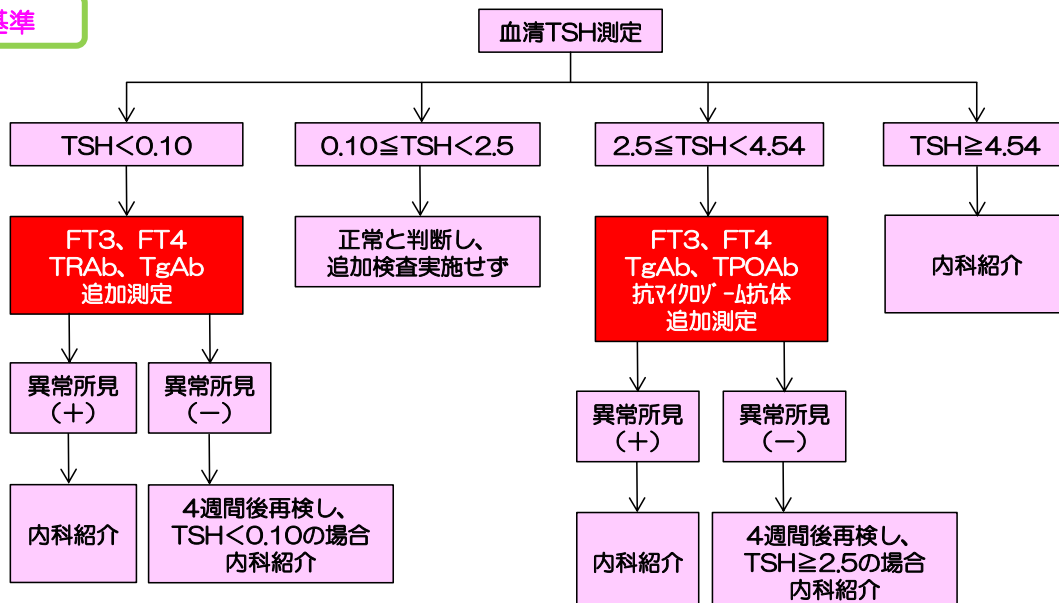 基準
血清TSH測定
TSH<0.10
0.10≦TSH<2.5
2.5≦TSH<4.54
TSH≧4.54
FT3、FT4
TRAb、TgAb
追加測定
正常と判断し、
追加検査実施せず
FT3、FT4
TgAb、TPOAb
抗ﾏｲｸﾛｿﾞｰﾑ抗体
追加測定
内科紹介
異常所見
(+)
異常所見
(-)
異常所見
(+)
異常所見
(-)
内科紹介
4週間後再検し、
TSH<0.10の場合
内科紹介
内科紹介
4週間後再検し、
TSH≧2.5の場合
内科紹介